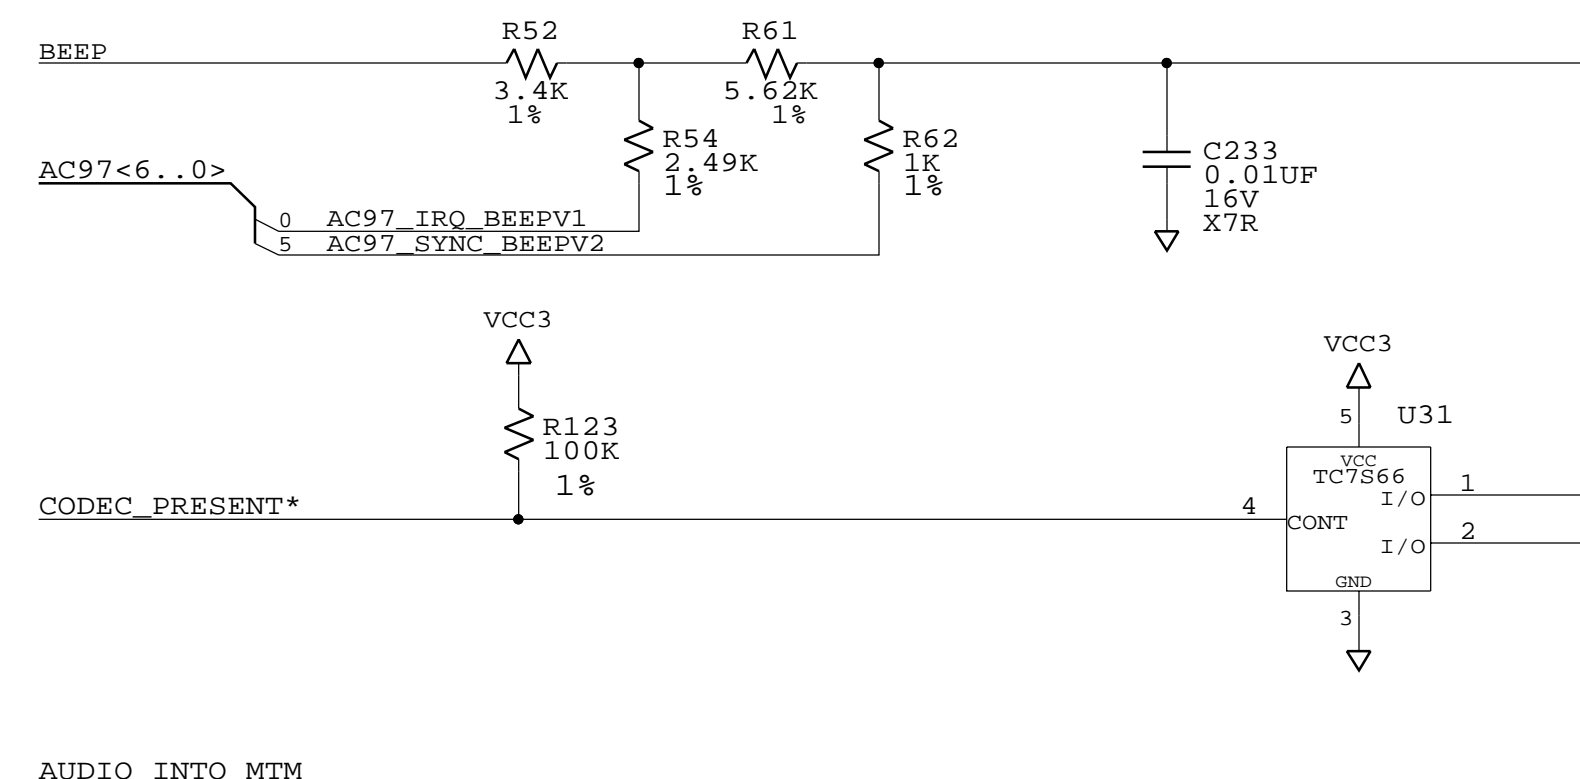 R52
R61
BEEP
3.4K
1%
5.62K
1%
R54
2.49K
1%
R62
1K
1%
C233
0.01UF
16V
X7R
AC97<6..0>
0 AC97_IRQ_BEEPV1
5 AC97_SYNC_BEEPV2
VCC3
R123
100K
1%
CODEC_PRESENT*
VCC3
5
U31
VCC
TC7S66
I/O
1
4
CONT
I/O
2
GND
3
AUDIO INTO MTM